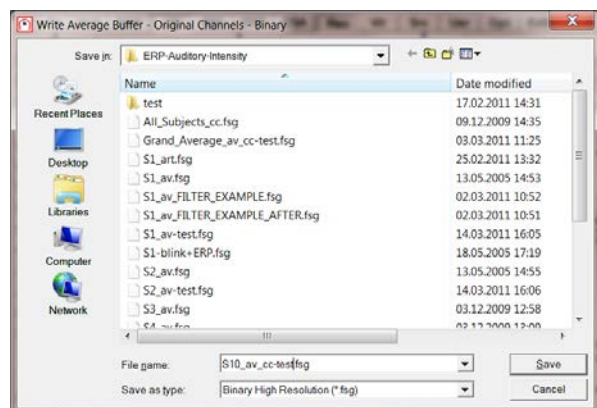 Write Average Buffer - Original Channels - Binary
Save in: ERP-Auditory-Intensity
Name Date modified
test 17.02.2011 14:31
All_Subjects_cc.fsg 09.12.2009 14:35
Grand_Average_av_cc-test.fsg 03.03.2011 11:25
S1_art.fsg 25.02.2011 13:32
S1_av.fsg 13.05.2005 14:53
S1_av_FILTER_EXAMPLE.fsg 02.03.2011 10:52
S1_av_FILTER_EXAMPLE_AFTER.fsg 02.03.2011 10:51
S1_av-test.fsg 14.03.2011 16:05
S1-blink+ERP.fsg 18.05.2005 17:19
S2_av.fsg 13.05.2005 14:55
S2_av-test.fsg 14.03.2011 16:06
S3_av.fsg 03.12.2009 12:58
Recent Places
Desktop
Libraries
Computer
Network
File name: S10_av_cc-test.fsg Save
Save as type: Binary High Resolution (*.fsg) Cancel